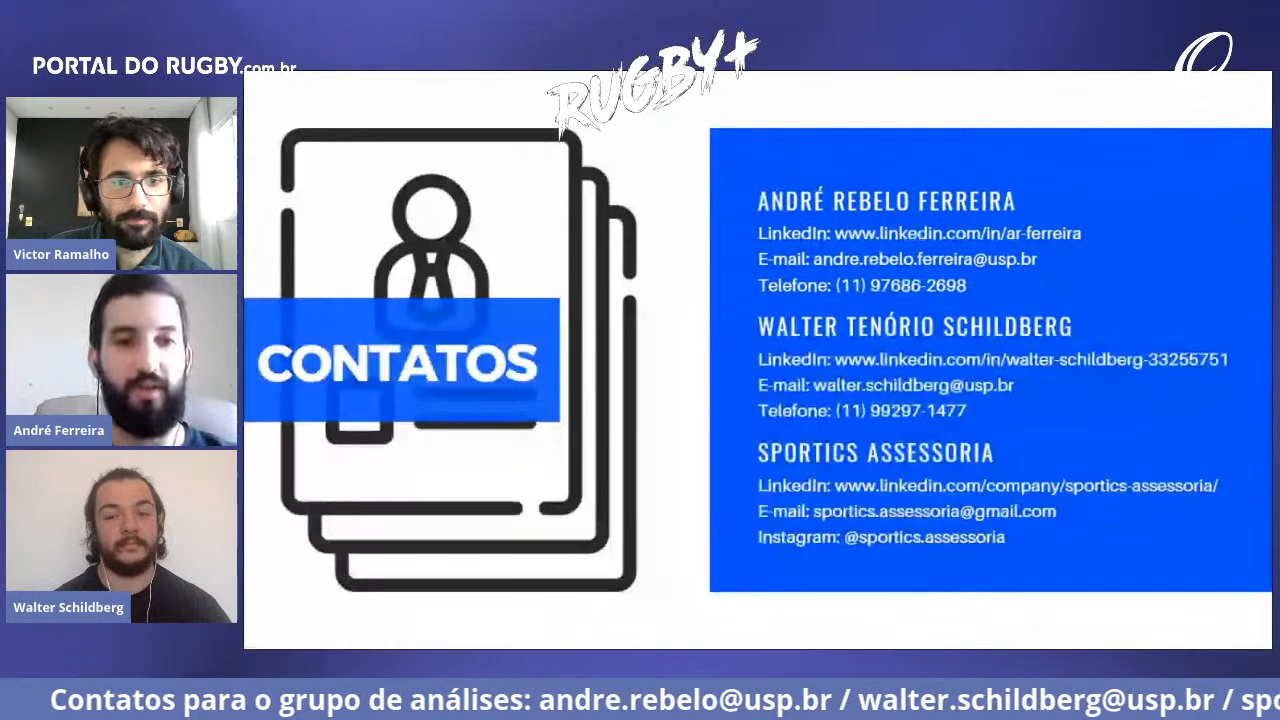 PORTAL DO RUGBY.com.br
RUGBY+
Victor Ramalho
André Ferreira
Walter Schildberg
CONTATOS
ANDRÉ REBELO FERREIRA
LinkedIn: www.linkedin.com/in/ar-ferreira
E-mail: andre.rebelo.ferreira@usp.br
Telefone: (11) 97686-2698
WALTER TENÓRIO SCHILDBERG
LinkedIn: www.linkedin.com/in/walter-schildberg-33255751
E-mail: walter.schildberg@usp.br
Telefone: (11) 99297-1477
SPORTICS ASSESSORIA
LinkedIn: www.linkedin.com/company/sportics-assessoria/
E-mail: sportics.assessoria@gmail.com
Instagram: @sportics.assessoria
Contatos para o grupo de análises: andre.rebelo@usp.br / walter.schildberg@usp.br /